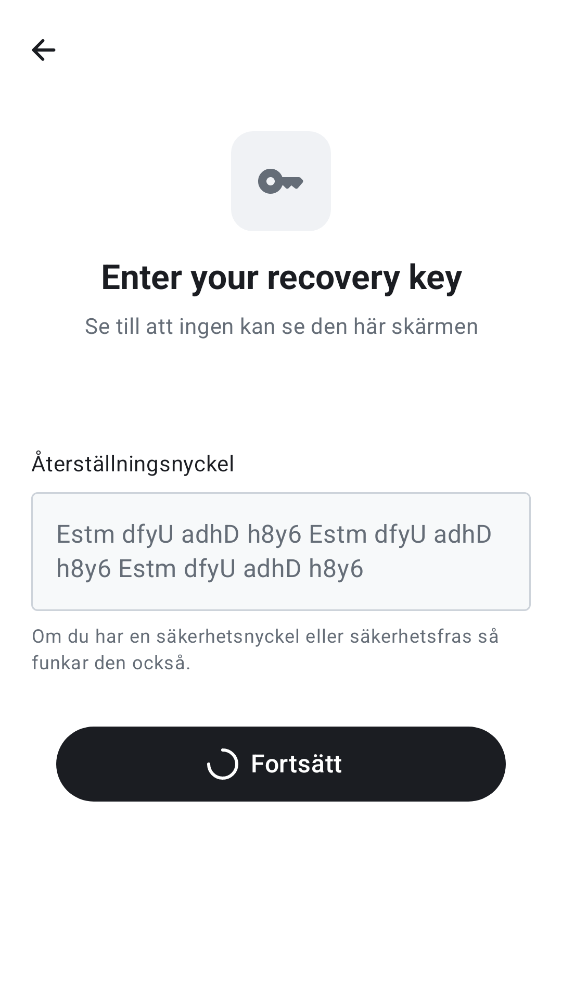 Enter your recovery key
Se till att ingen kan se den här skärmen
Återställningsnyckel
Estm dfyU adhD h8y6 Estm dfyU adhD
h8y6 Estm dfyU adhD h8y6
Om du har en säkerhetsnyckel eller säkerhetsfras så
funkar den också.
Fortsätt